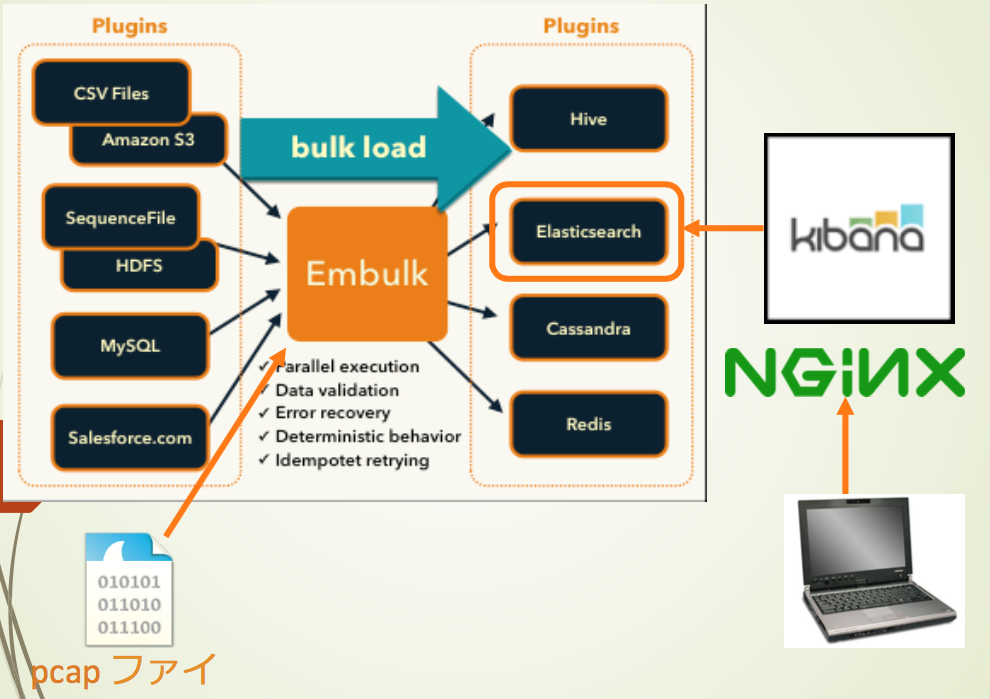 Plugins
CSV Files
Amazon S3
SequenceFile
HDFS
MySQL
Salesforce.com
bulk load
Embulk
✓ Parallel execution
✓ Data validation
✓ Error recovery
✓ Deterministic behavior
✓ Idempotet retrying
Plugins
Hive
Elasticsearch
Cassandra
Redis
kibana
NGiNX
010101
011010
011100
pcap ファイ